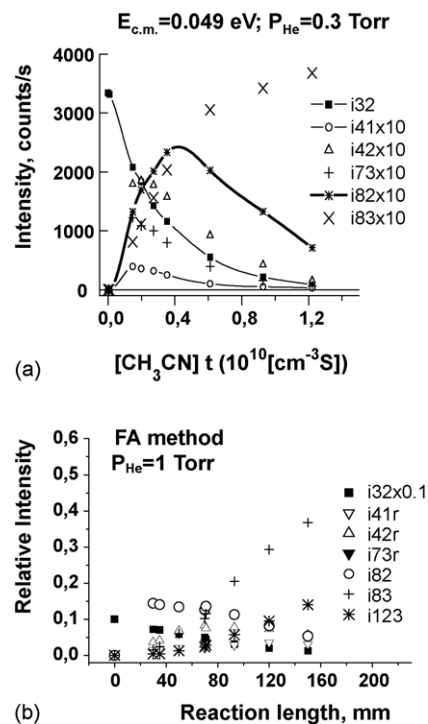 E_c.m.=0.049 eV; P_He=0.3 Torr
4000
3000
2000
1000
0
Intensity, counts/s
i32
i41x10
i42x10
i73x10
i82x10
i83x10
0,0 0,4 0,8 1,2
(a) [CH₃CN] t (10¹⁰[cm⁻³S])
0,6
0,5
0,4
0,3
0,2
0,1
0,0
Relative Intensity
FA method
P_He=1 Torr
i32x0.1
i41r
i42r
i73r
i82
i83
i123
0 40 80 120 160
(b) Reaction length, mm